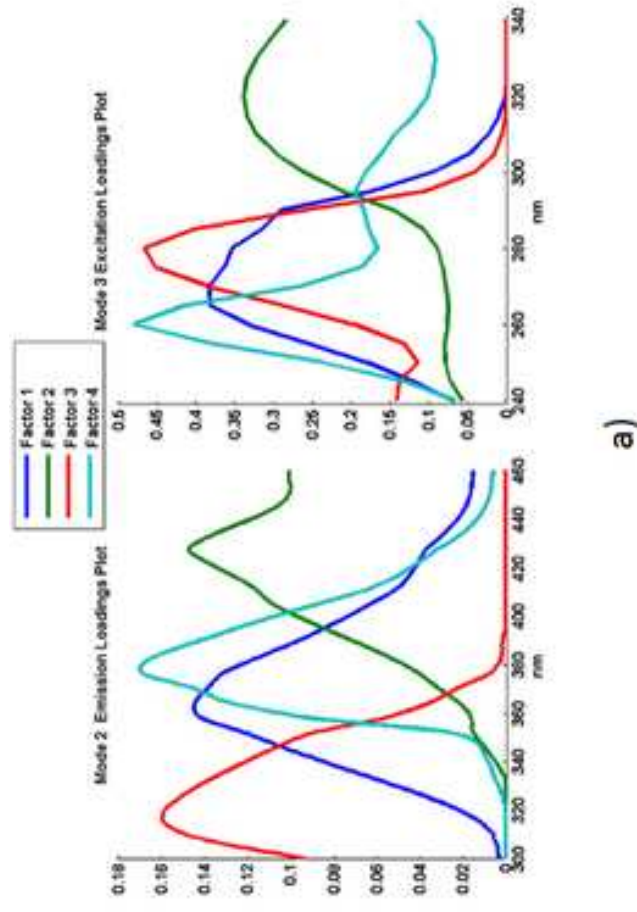 Factor 1
Factor 2
Factor 3
Factor 4
Mode 2 Emission Loadings Plot
0.18
0.16
0.14
0.12
0.1
0.08
0.06
0.04
0.02
0
300 320 340 360 380 400 420 440 460
nm
Mode 3 Excitation Loadings Plot
0.5
0.45
0.4
0.35
0.3
0.25
0.2
0.15
0.1
0.05
0
240 260 280 300 320 340
nm
a)